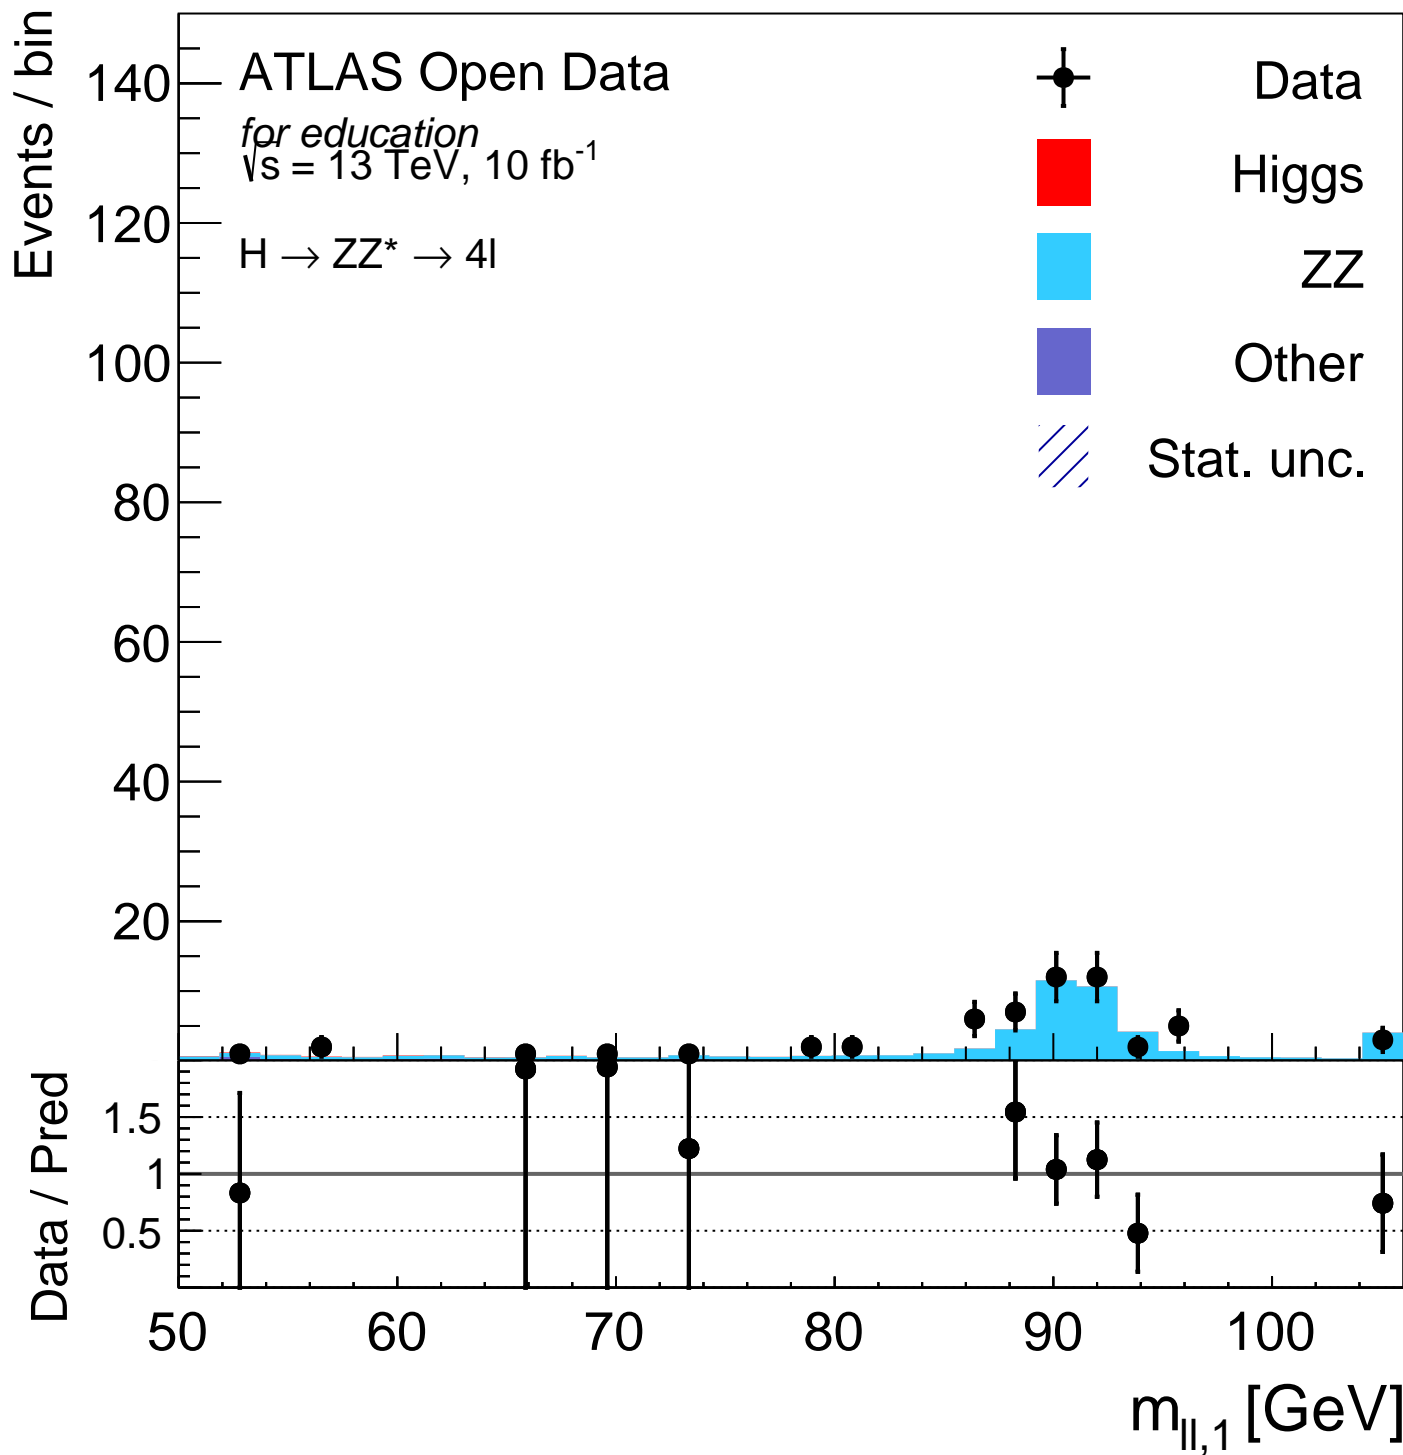 Events / bin
140
120
100
80
60
40
20
ATLAS Open Data
for education
√s = 13 TeV, 10 fb⁻¹
H → ZZ* → 4l
Data
Higgs
ZZ
Other
Stat. unc.
Data / Pred
1.5
1
0.5
50 60 70 80 90 100
m_ll,1 [GeV]